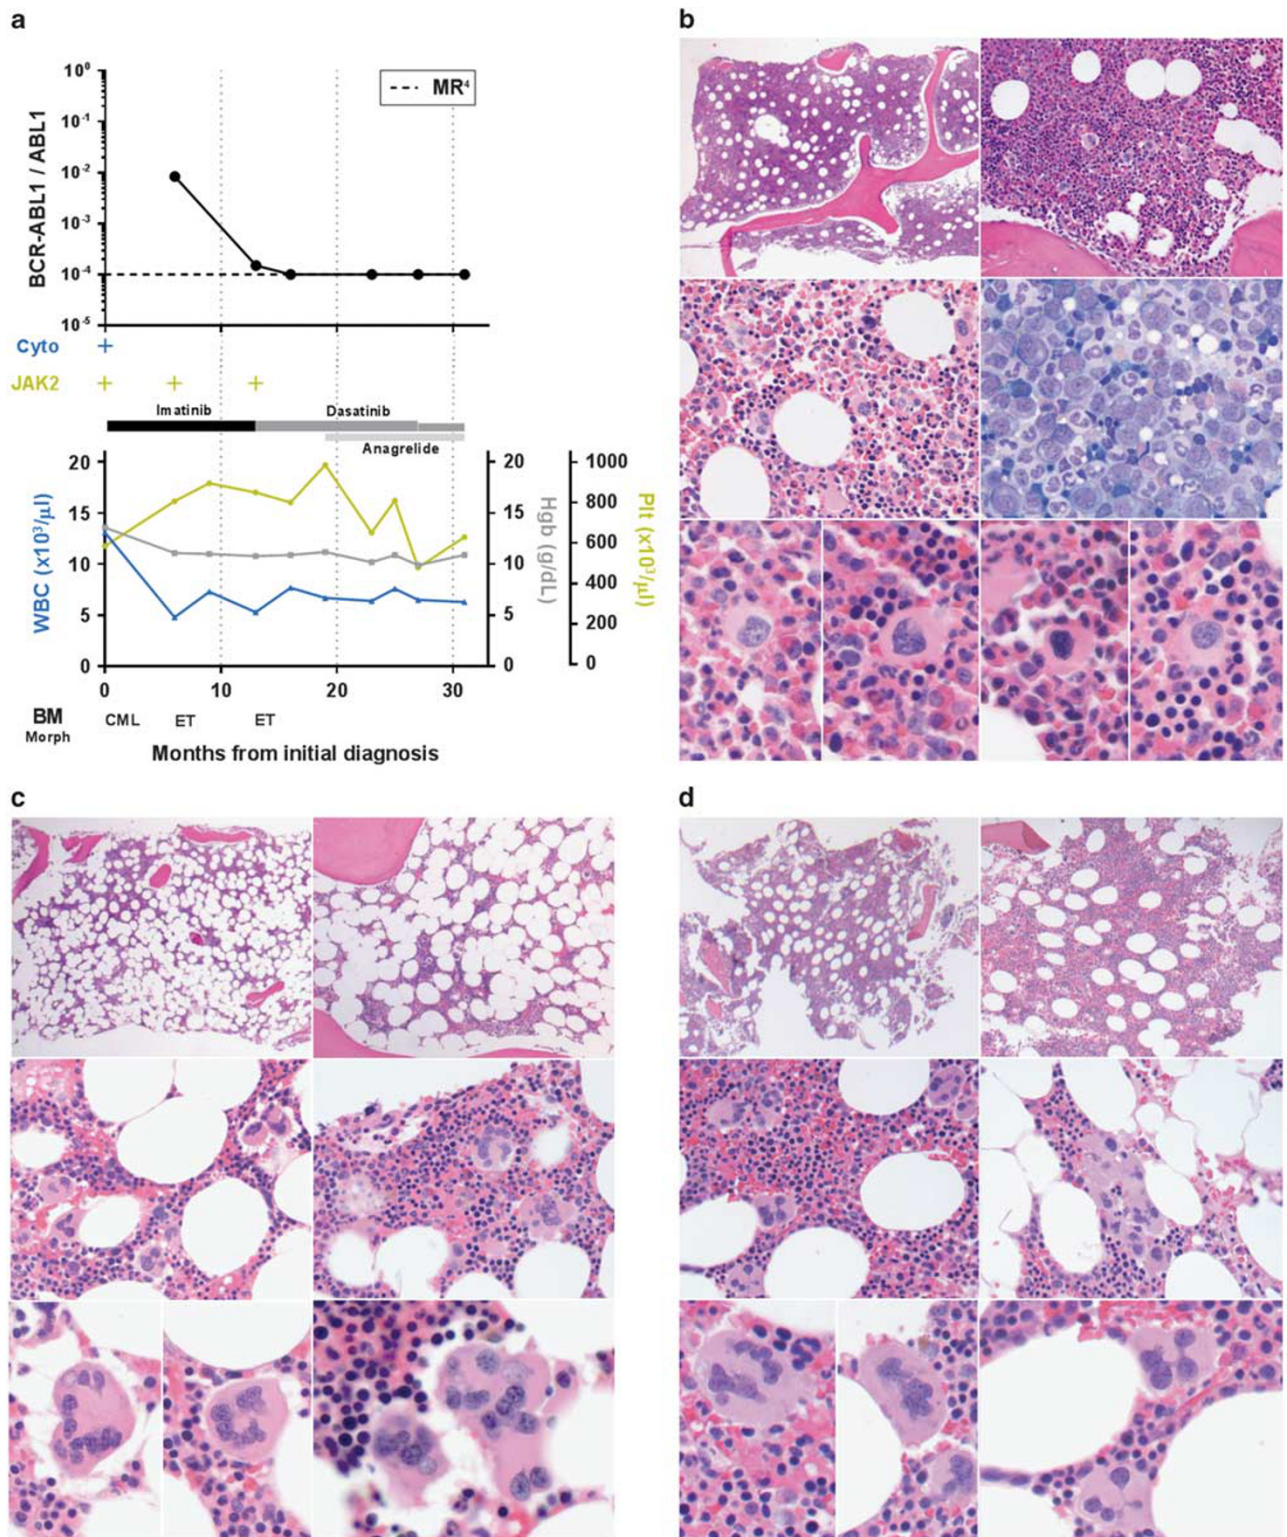 a
10⁰
MR⁴
10⁻¹
10⁻²
10⁻³
10⁻⁴
10⁻⁵
BCR-ABL1 / ABL1
Cyto +
JAK2 + + +
Imatinib Dasatinib
Anagrelide
20 20 1000
15 15 800
10 10 600
5 5 400
0 0 200
0
WBC (x10³/µl)
Hgb (g/dL)
Plt (x10³/µl)
0 10 20 30
BM CML ET ET
Morph
Months from initial diagnosis
b
c
d